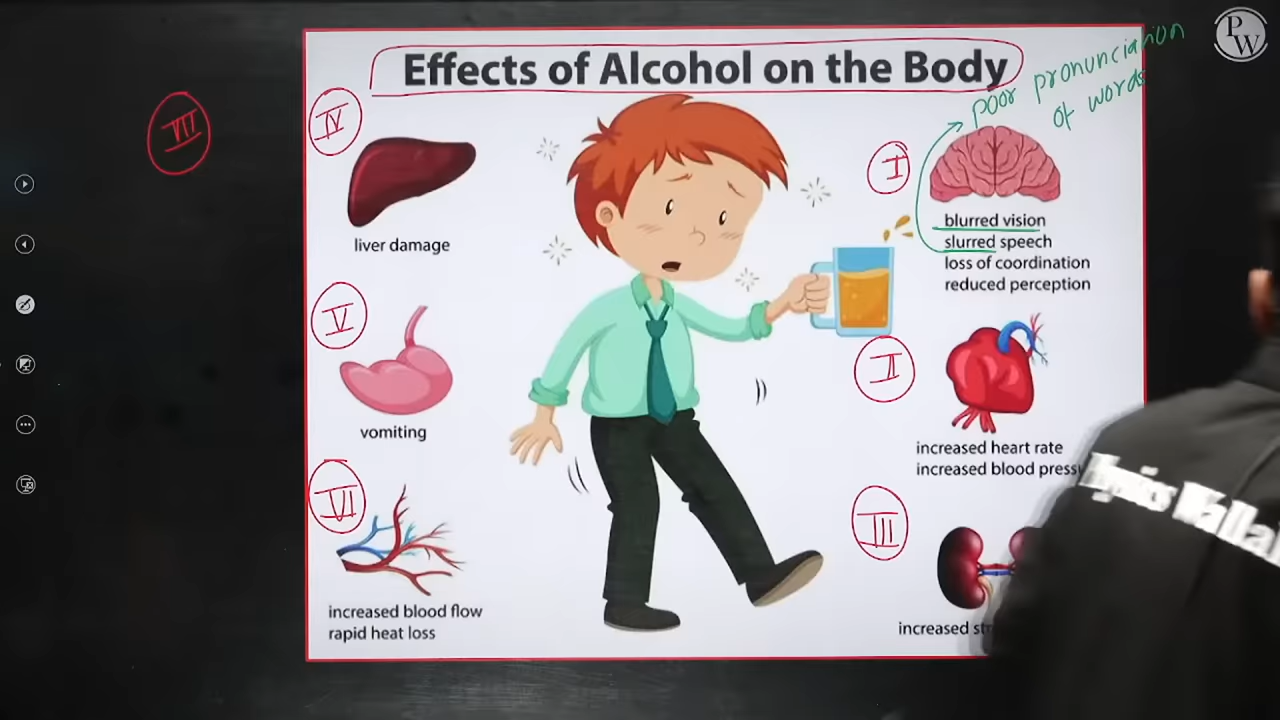 Effects of Alcohol on the Body
poor pronunciation
of words
PW
VII
IV
liver damage
I
blurred vision
slurred speech
loss of coordination
reduced perception
V
vomiting
II
increased heart rate
increased blood
VI
increased blood flow
rapid heat loss
III
increased
Physics Wallah